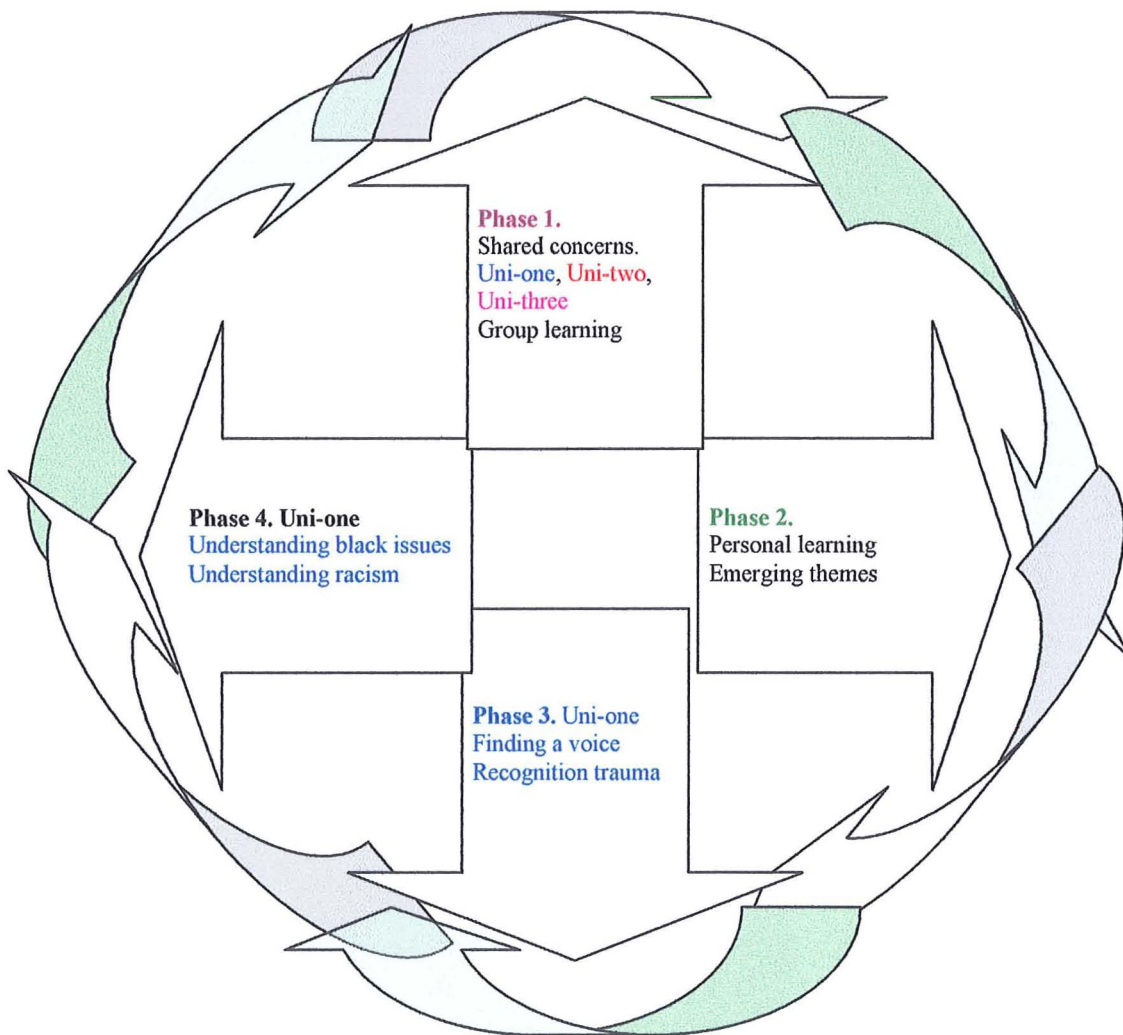 Phase 1.
Shared concerns.
Uni-one, Uni-two,
Uni-three
Group learning
Phase 2.
Personal learning
Emerging themes
Phase 3. Uni-one
Finding a voice
Recognition trauma
Phase 4. Uni-one
Understanding black issues
Understanding racism